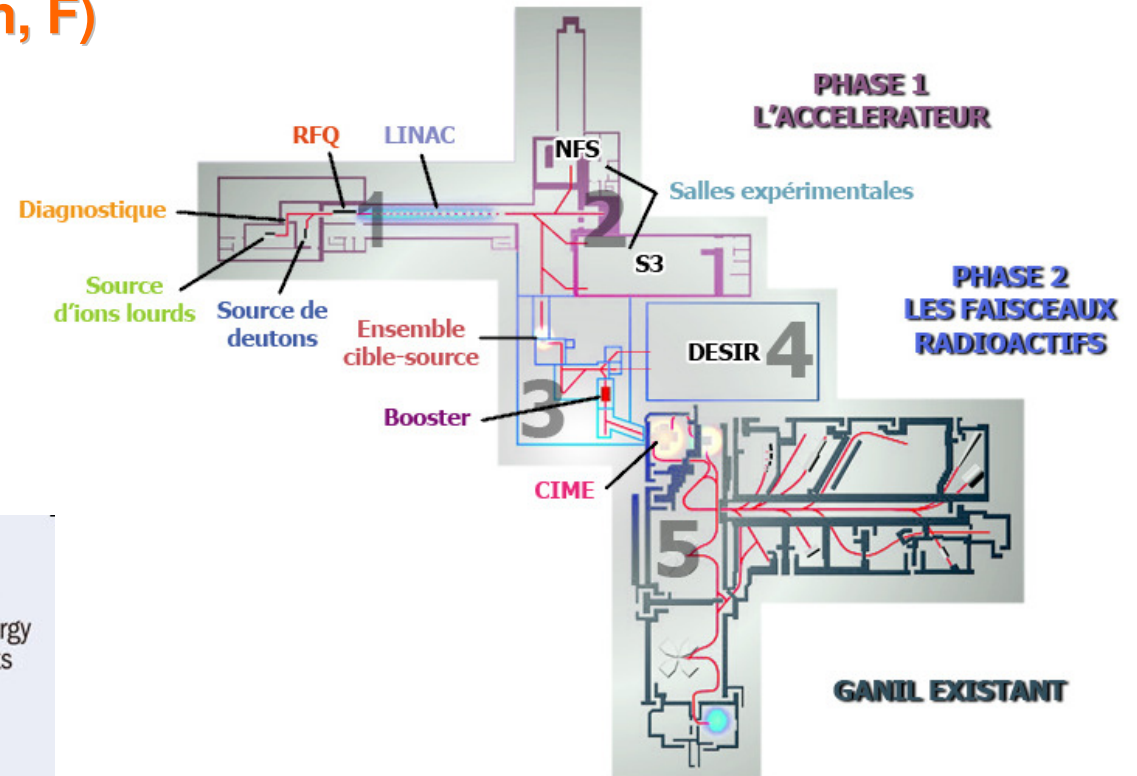 n, F)
PHASE 1
L'ACCELERATEUR
RFQ
LINAC
NFS
Salles expérimentales
Diagnostique
1
2
S3
Source
d'ions lourds
Source de
deutons
PHASE 2
LES FAISCEAUX
RADIOACTIFS
Ensemble
cible-source
DESIR
4
3
Booster
CIME
5
rgy
s
GANIL EXISTANT